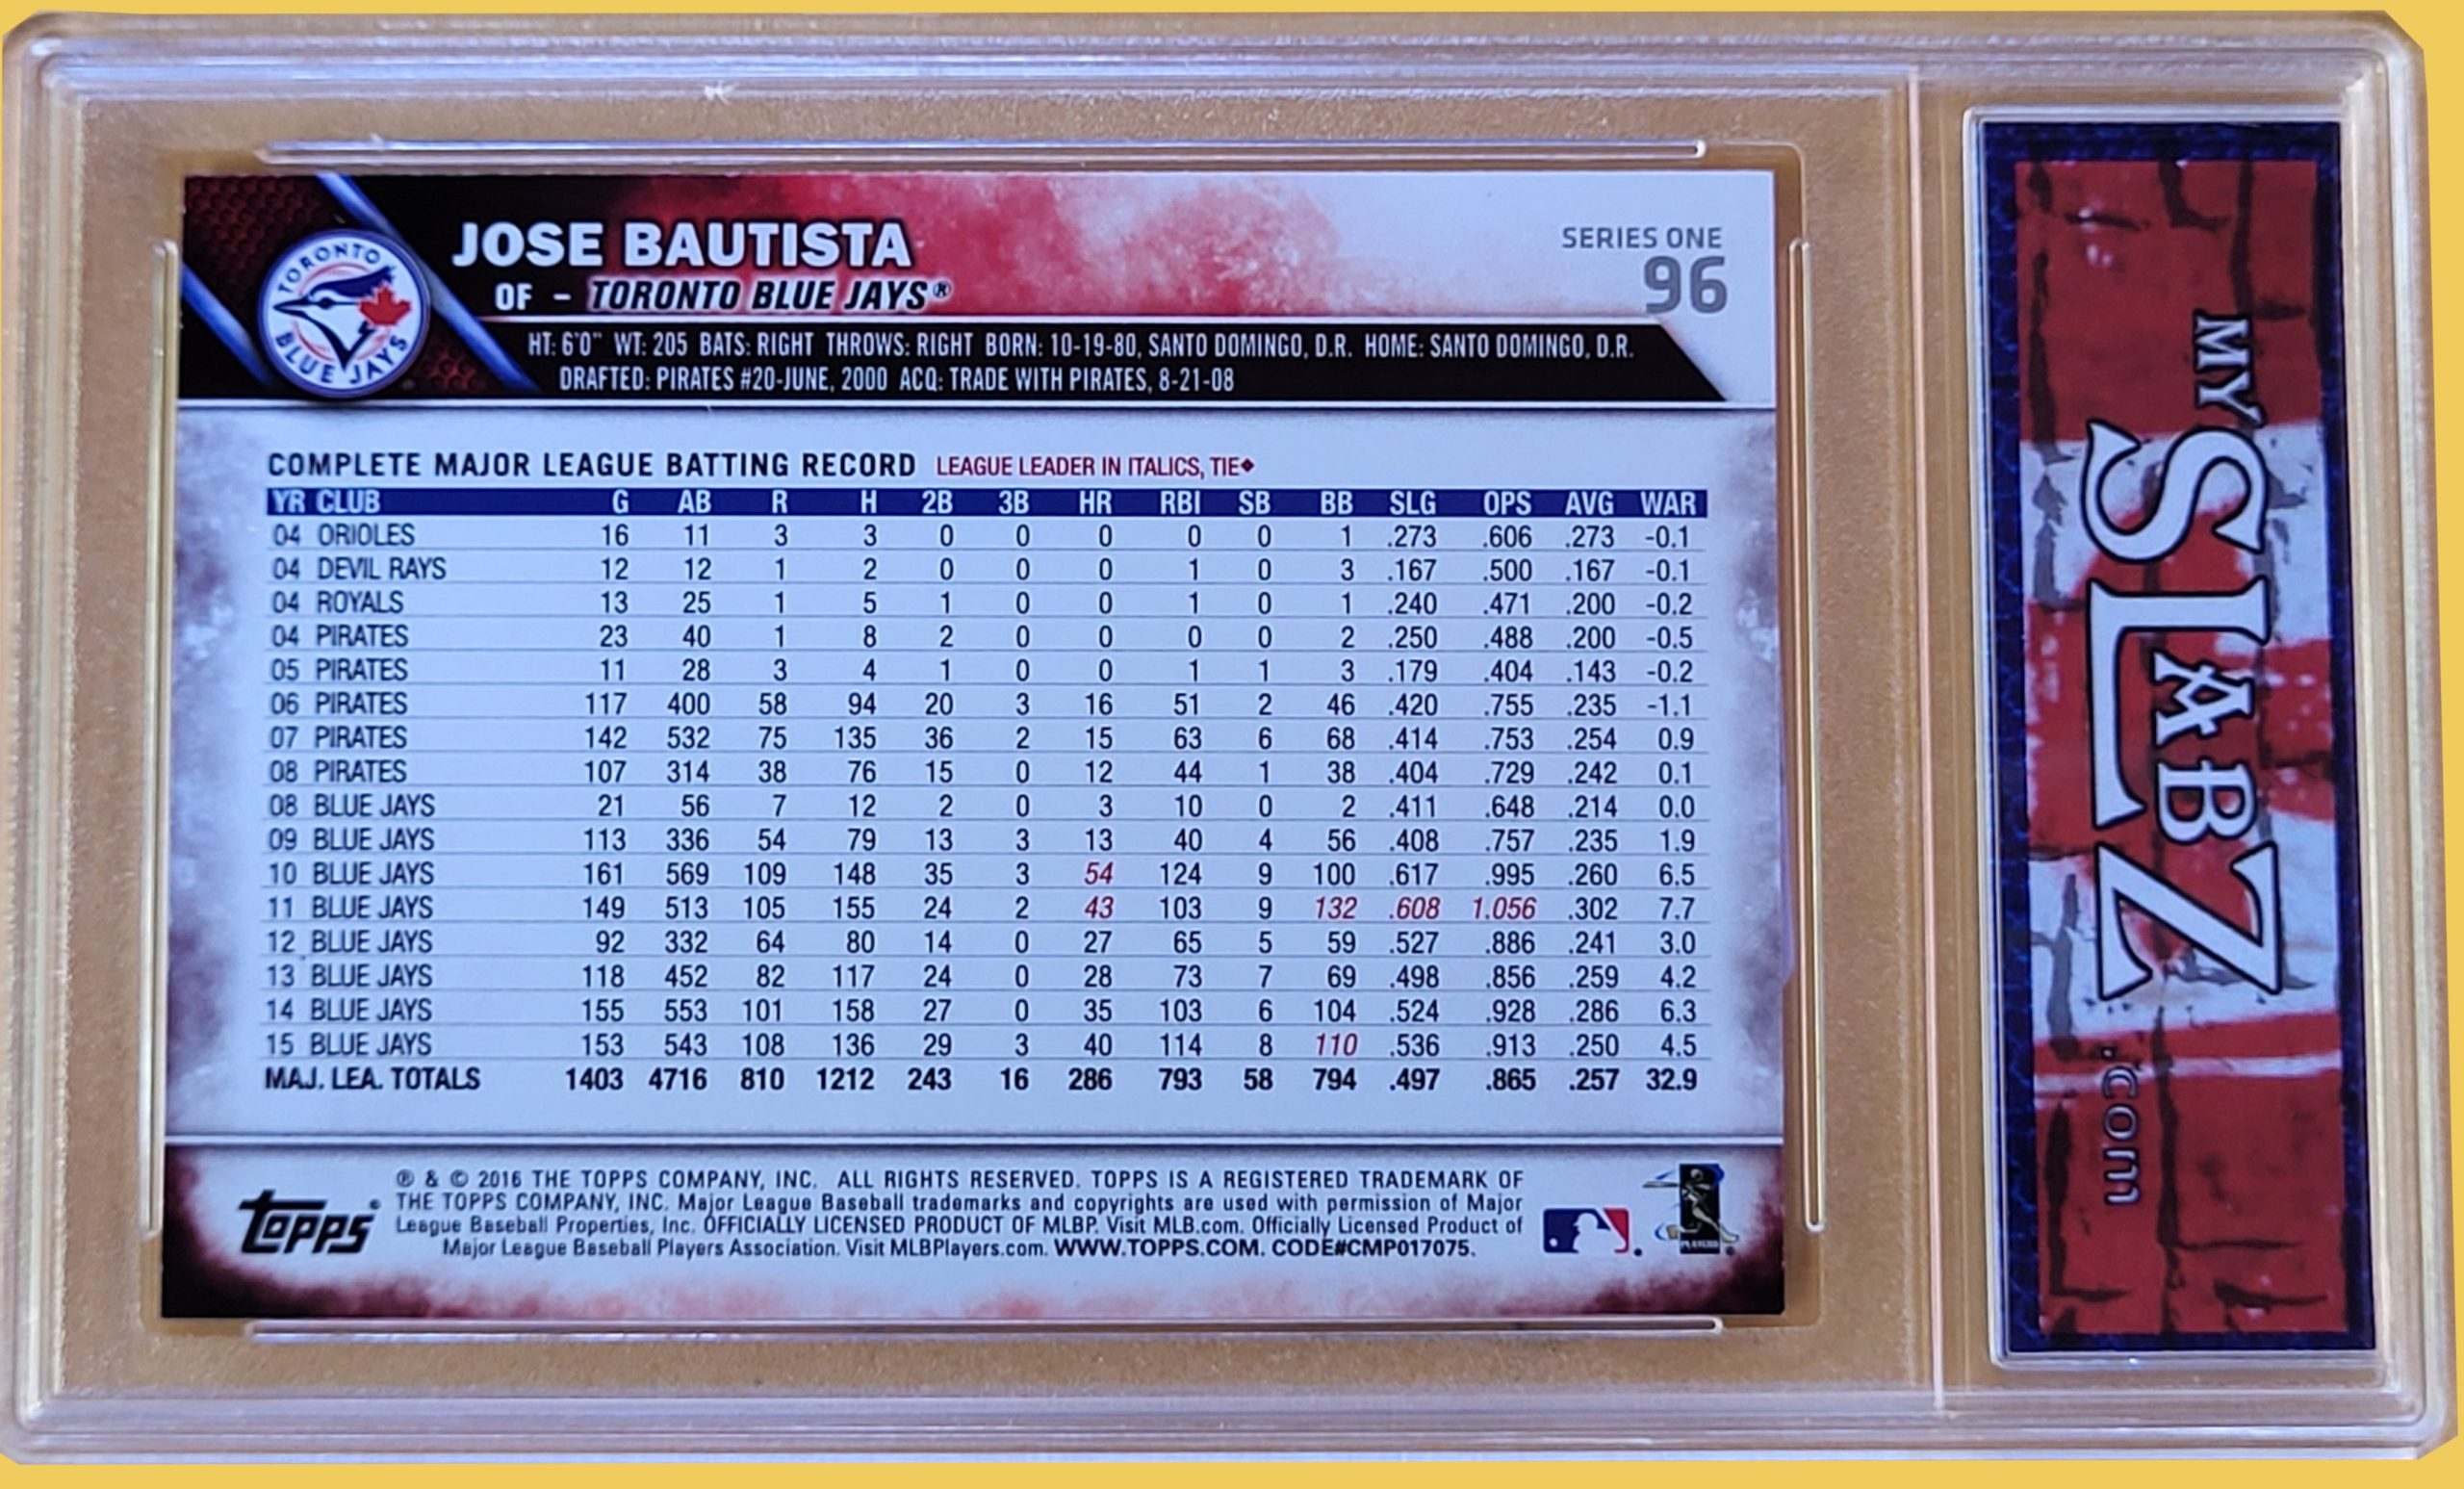 JOSE BAUTISTA
OF – TORONTO BLUE JAYS®
SERIES ONE
96
TORONTO
BLUE JAYS
HT: 6'0" WT: 205 BATS: RIGHT THROWS: RIGHT BORN: 10-19-80, SANTO DOMINGO, D.R. HOME: SANTO DOMINGO, D.R.
DRAFTED: PIRATES #20-JUNE, 2000 ACQ: TRADE WITH PIRATES, 8-21-08
COMPLETE MAJOR LEAGUE BATTING RECORD LEAGUE LEADER IN ITALICS, TIE◆
YR CLUB G AB R H 2B 3B HR RBI SB BB SLG OPS AVG WAR
04 ORIOLES 16 11 3 3 0 0 0 0 0 1 .273 .606 .273 -0.1
04 DEVIL RAYS 12 12 1 2 0 0 0 1 0 3 .167 .500 .167 -0.1
04 ROYALS 13 25 1 5 1 0 0 1 0 1 .240 .471 .200 -0.2
04 PIRATES 23 40 1 8 2 0 0 0 0 2 .250 .488 .200 -0.5
05 PIRATES 11 28 3 4 1 0 0 1 1 3 .179 .404 .143 -0.2
06 PIRATES 117 400 58 94 20 3 16 51 2 46 .420 .755 .235 -1.1
07 PIRATES 142 532 75 135 36 2 15 63 6 68 .414 .753 .254 0.9
08 PIRATES 107 314 38 76 15 0 12 44 1 38 .404 .729 .242 0.1
08 BLUE JAYS 21 56 7 12 2 0 3 10 0 2 .411 .648 .214 0.0
09 BLUE JAYS 113 336 54 79 13 3 13 40 4 56 .408 .757 .235 1.9
10 BLUE JAYS 161 569 109 148 35 3 54 124 9 100 .617 .995 .260 6.5
11 BLUE JAYS 149 513 105 155 24 2 43 103 9 132 .608 1.056 .302 7.7
12 BLUE JAYS 92 332 64 80 14 0 27 65 5 59 .527 .886 .241 3.0
13 BLUE JAYS 118 452 82 117 24 0 28 73 7 69 .498 .856 .259 4.2
14 BLUE JAYS 155 553 101 158 27 0 35 103 6 104 .524 .928 .286 6.3
15 BLUE JAYS 153 543 108 136 29 3 40 114 8 110 .536 .913 .250 4.5
MAJ. LEA. TOTALS 1403 4716 810 1212 243 16 286 793 58 794 .497 .865 .257 32.9
® & © 2016 THE TOPPS COMPANY, INC. ALL RIGHTS RESERVED. TOPPS IS A REGISTERED TRADEMARK OF
THE TOPPS COMPANY, INC. Major League Baseball trademarks and copyrights are used with permission of Major
League Baseball Properties, Inc. OFFICIALLY LICENSED PRODUCT OF MLBP. Visit MLB.com. Officially Licensed Product of
Major League Baseball Players Association. Visit MLBPlayers.com. WWW.TOPPS.COM. CODE#CMP017075.
topps®
PLAYERS
MY
SLABZ
.com